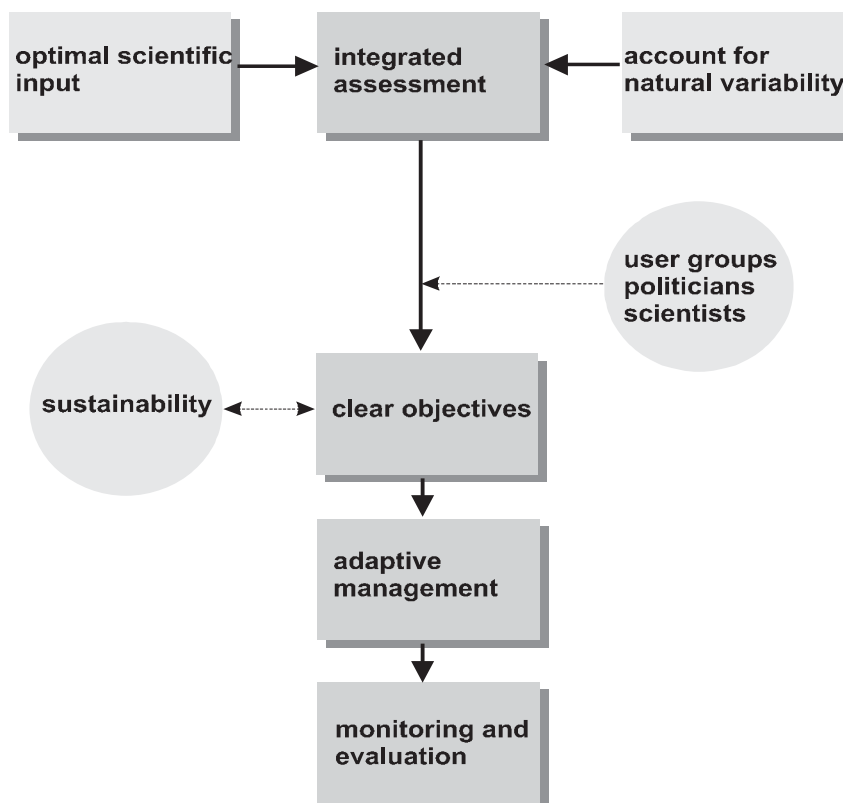 optimal scientific
input
integrated
assessment
account for
natural variability
user groups
politicians
scientists
sustainability
clear objectives
adaptive
management
monitoring and
evaluation